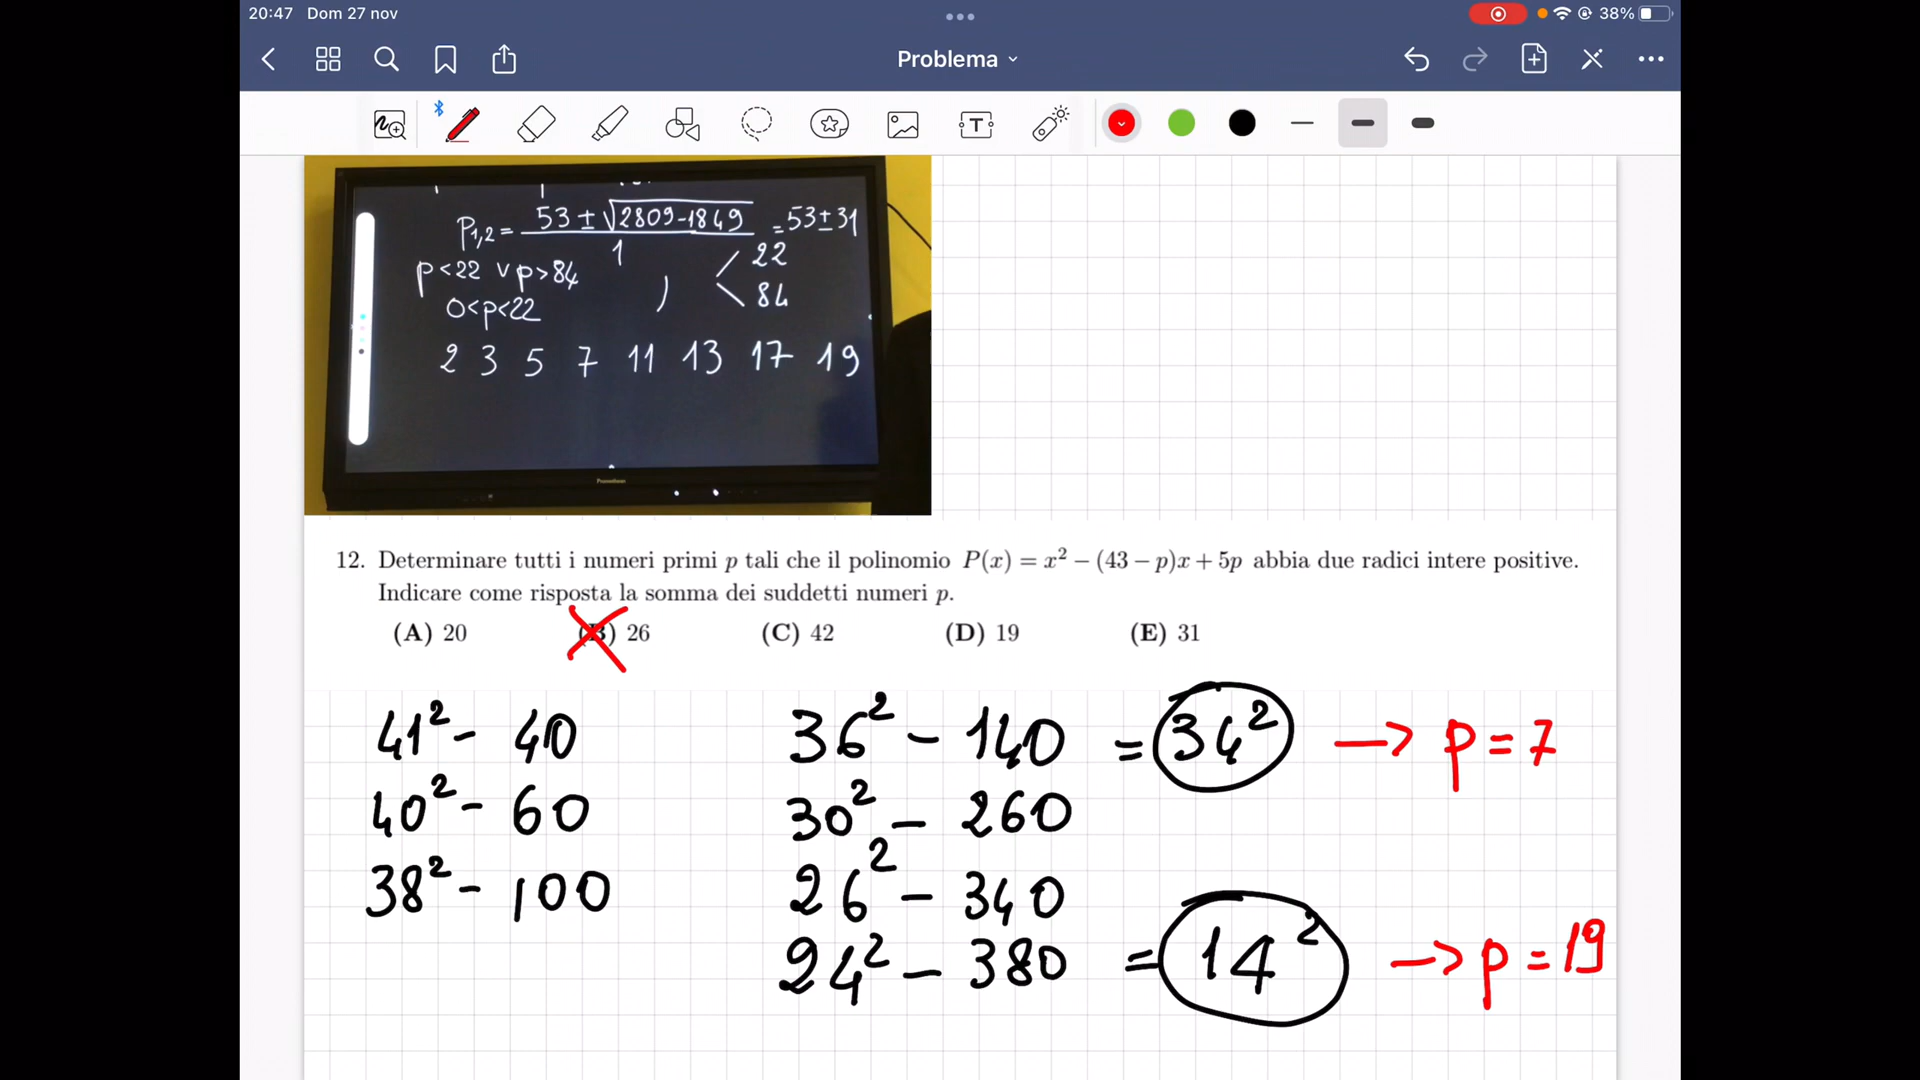 20:47 Dom 27 nov
38%
Problema
P1,2 = 53 ± √2809-1849 / 1 = 53 ± 31
p < 22 ∨ p > 84
22
84
0 < p < 22
2 3 5 7 11 13 17 19
Promethean
12. Determinare tutti i numeri primi p tali che il polinomio P(x) = x² − (43 − p)x + 5p abbia due radici intere positive.
Indicare come risposta la somma dei suddetti numeri p.
(A) 20 (B) 26 (C) 42 (D) 19 (E) 31
41² - 40
40² - 60
38² - 100
36² - 140 = 34² → p = 7
30² - 260
26² - 340
24² - 380 = 14² → p = 19